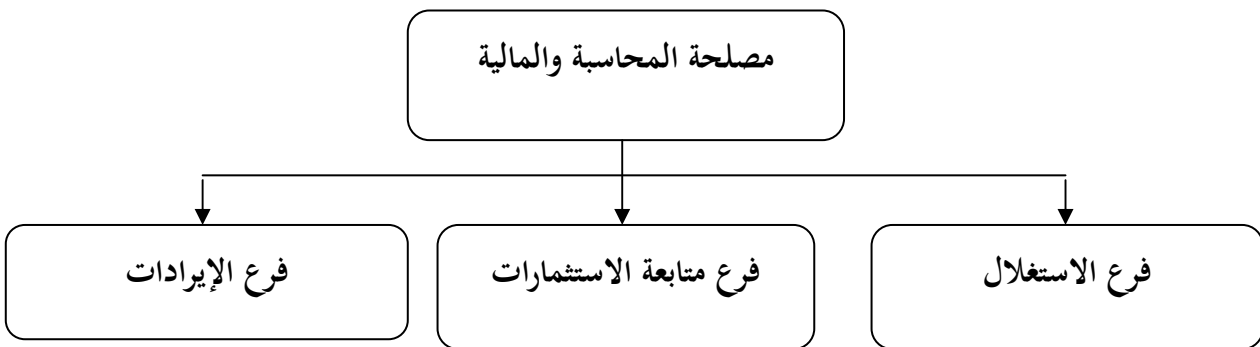 مصلحة المحاسبة والمالية
فرع الاستغلال
فرع متابعة الاستثمارات
فرع الإيرادات